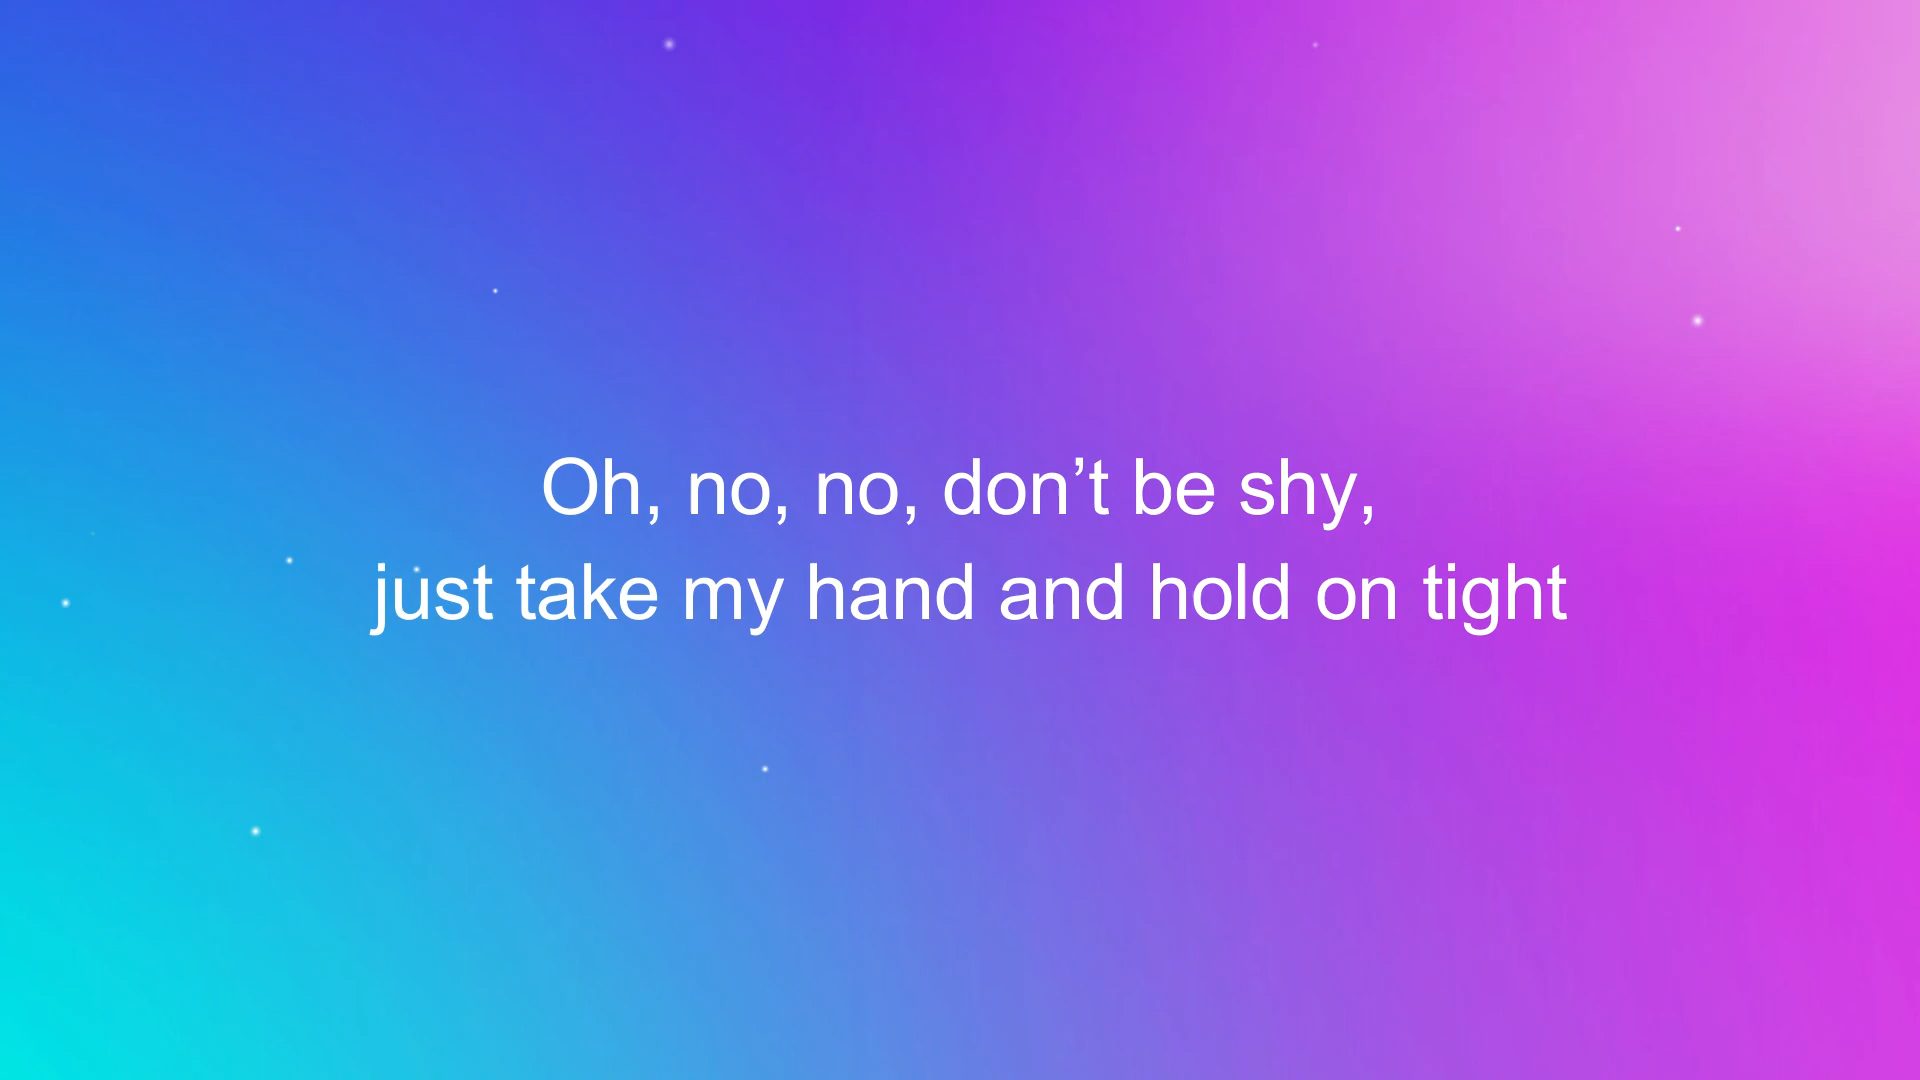 Oh, no, no, don’t be shy,
just take my hand and hold on tight